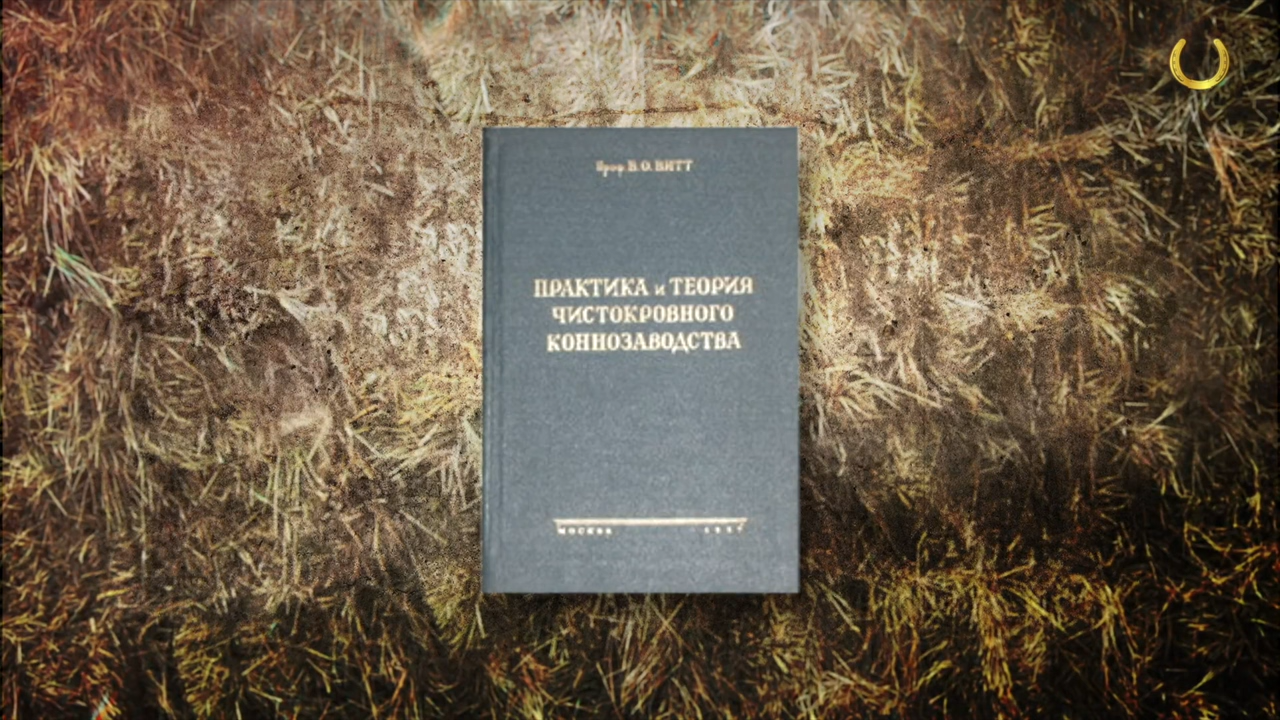 Проф. В. О. ВИТТ
ПРАКТИКА и ТЕОРИЯ
ЧИСТОКРОВНОГО
КОННОЗАВОДСТВА
МОСКВА